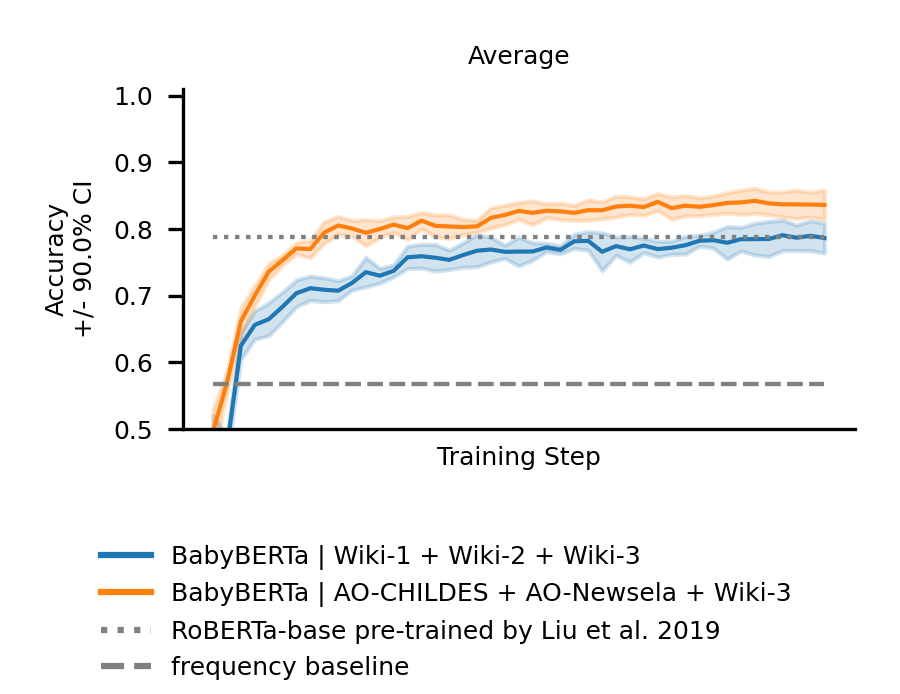 Average
1.0
0.9
0.8
0.7
0.6
0.5
Accuracy
+/- 90.0% CI
Training Step
BabyBERTa | Wiki-1 + Wiki-2 + Wiki-3
BabyBERTa | AO-CHILDES + AO-Newsela + Wiki-3
RoBERTa-base pre-trained by Liu et al. 2019
frequency baseline